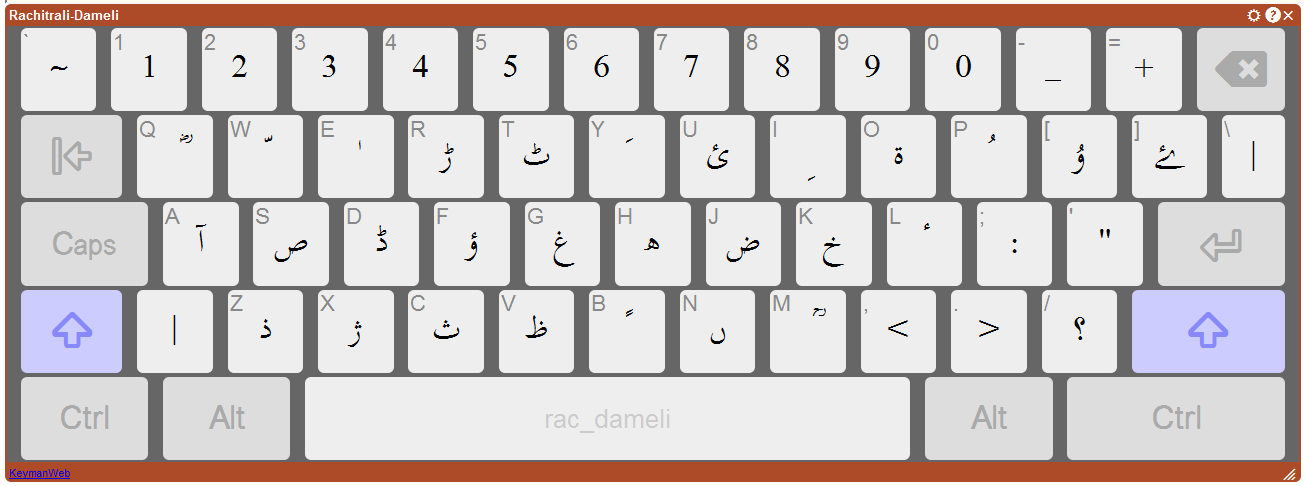 Rachitrali-Dameli
` ~ 1 1 2 2 3 3 4 4 5 5 6 6 7 7 8 8 9 9 0 0 - _ = +
Q ؓ W ّ E ٰ R ڑ T ٹ Y َ U ئ I ِ O ۃ P ُ [ ؤُ ] ۓ \ |
Caps A آ S ص D ڈ F ؤ G غ H ھ J ض K خ L ٔ ; : ' "
| Z ذ X ژ C ث V ظ B ً N ں M ؒ , < . > / ؟
Ctrl Alt rac_dameli Alt Ctrl
KeymanWeb